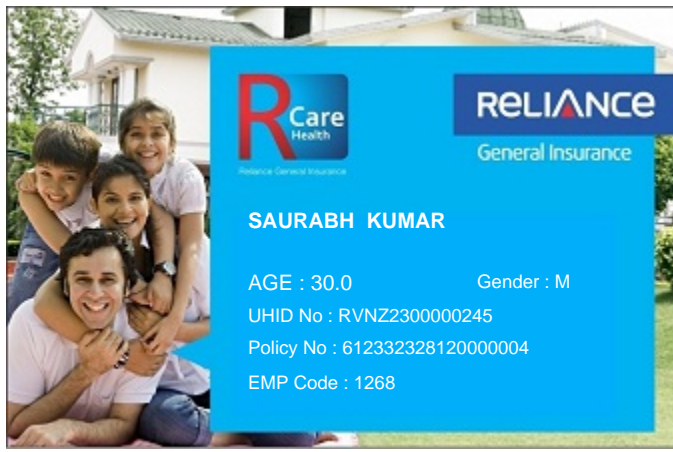 R Care
Health
Reliance General Insurance
RELIANCE
General Insurance
SAURABH KUMAR
AGE : 30.0 Gender : M
UHID No : RVNZ2300000245
Policy No : 612332328120000004
EMP Code : 1268